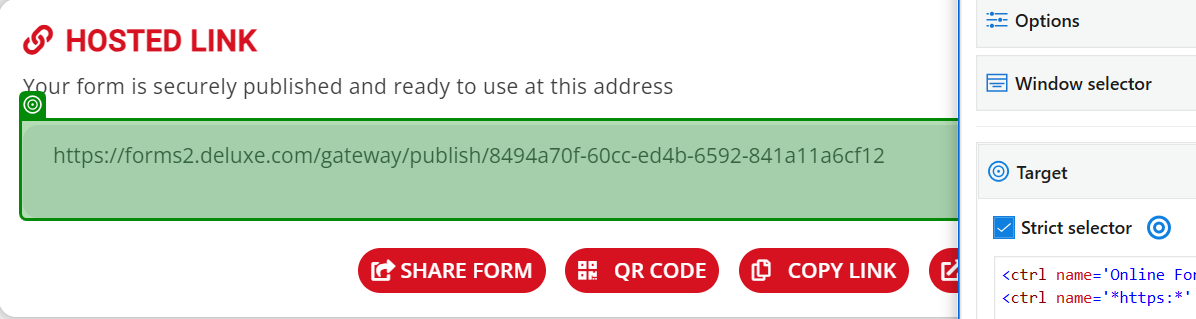 HOSTED LINK
Your form is securely published and ready to use at this address
https://forms2.deluxe.com/gateway/publish/8494a70f-60cc-ed4b-6592-841a11a6cf12
SHARE FORM
QR CODE
COPY LINK
Options
Window selector
Target
Strict selector
<ctrl name='Online For
<ctrl name='*https:*'